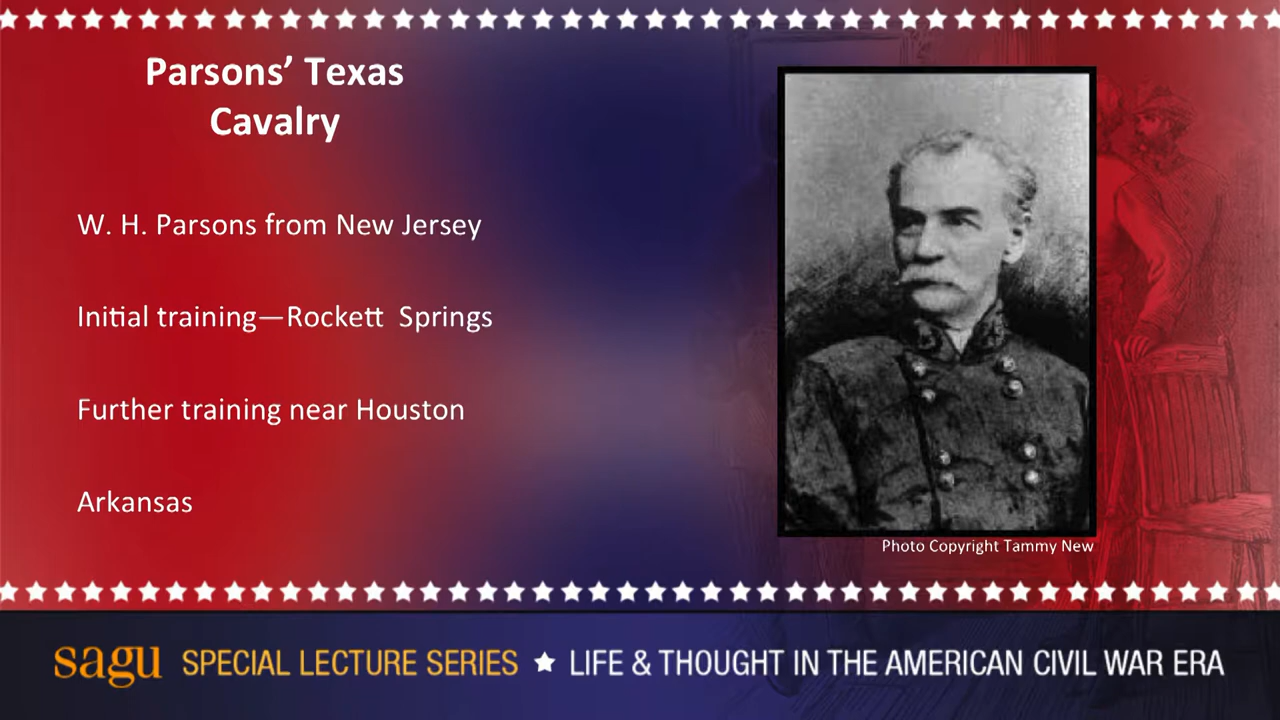 Parsons’ Texas
Cavalry
W. H. Parsons from New Jersey
Initial training—Rockett Springs
Further training near Houston
Arkansas
Photo Copyright Tammy New
sagu SPECIAL LECTURE SERIES ★ LIFE & THOUGHT IN THE AMERICAN CIVIL WAR ERA